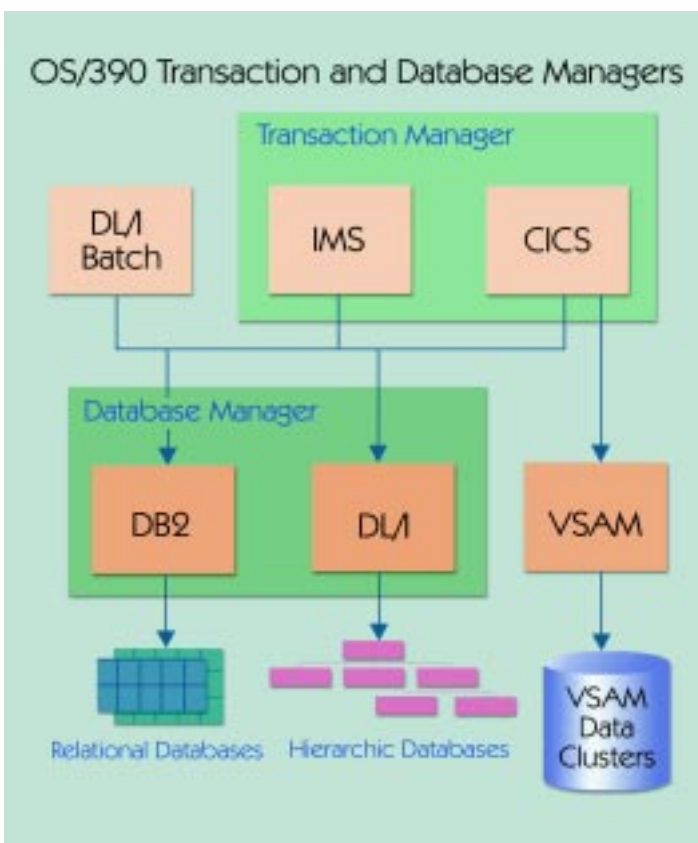 OS/390 Transaction and Database Managers
Transaction Manager
DL/I
Batch
IMS
CICS
Database Manager
DB2
DL/I
VSAM
Relational Databases
Hierarchic Databases
VSAM
Data
Clusters